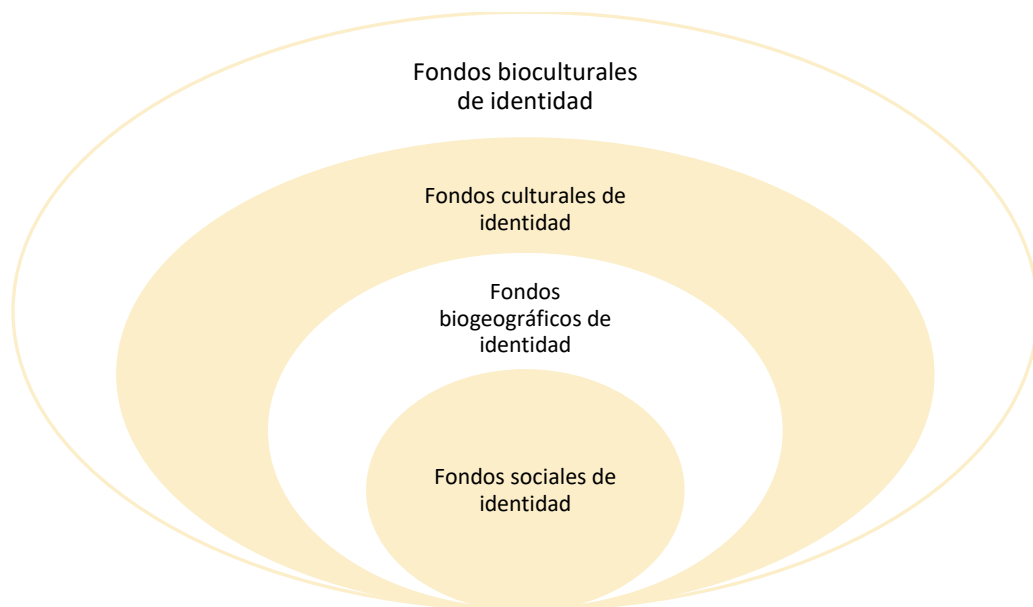 Fondos bioculturales
de identidad
Fondos culturales de
identidad
Fondos
biogeográficos de
identidad
Fondos sociales de
identidad